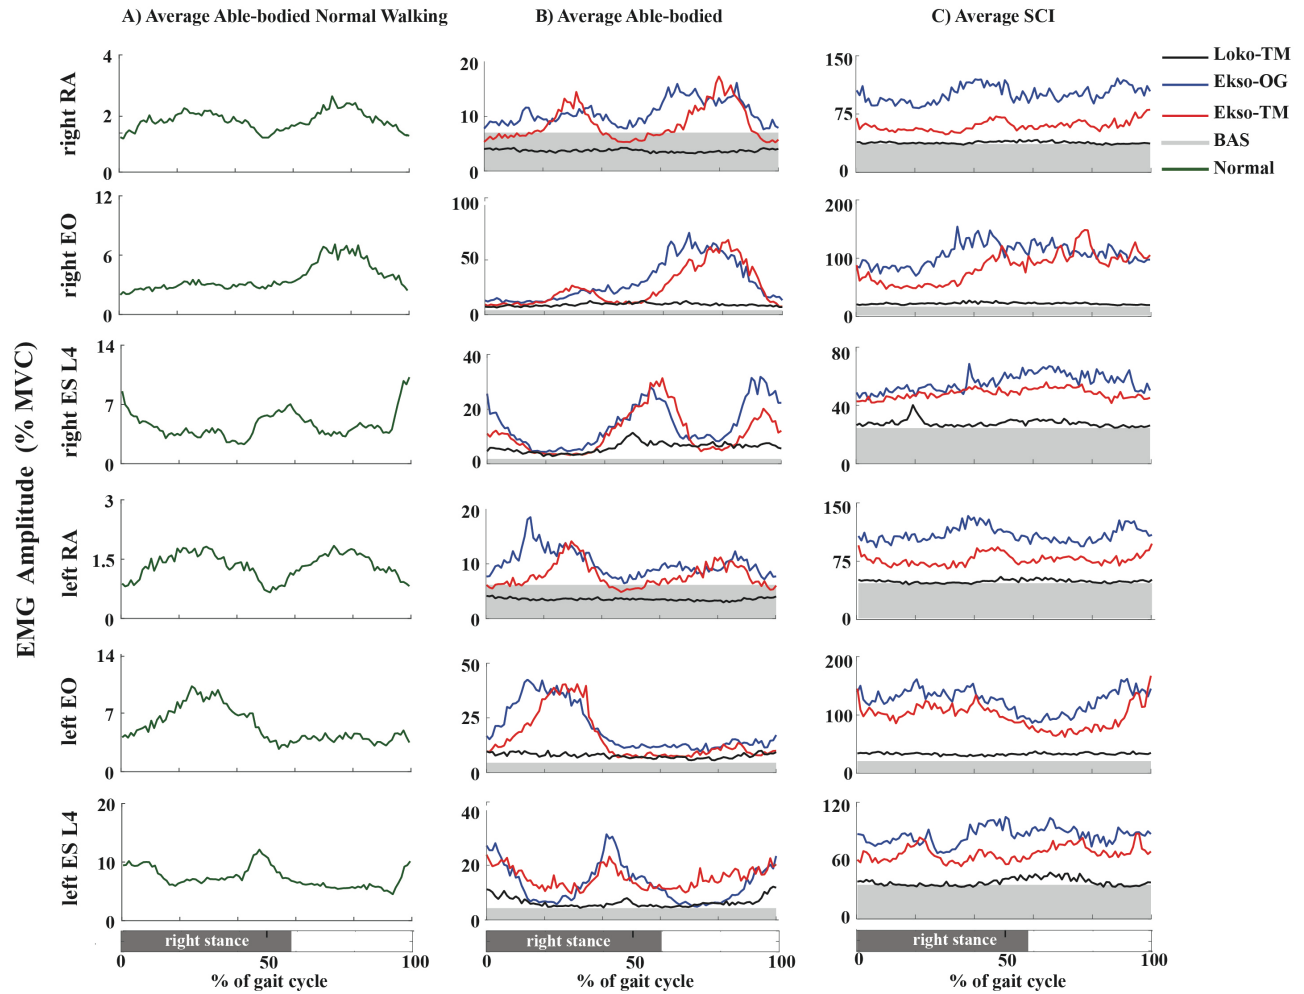 A) Average Able-bodied Normal Walking
B) Average Able-bodied
C) Average SCI
Loko-TM
Ekso-OG
Ekso-TM
BAS
Normal
EMG Amplitude (% MVC)
right RA
4
2
0
20
10
0
150
75
0
right EO
12
6
0
100
50
0
200
100
0
right ES L4
14
7
0
40
20
0
80
40
0
left RA
3
1.5
0
20
10
0
150
75
0
left EO
14
7
0
50
25
0
200
100
0
left ES L4
20
10
0
40
20
0
120
60
0
right stance
right stance
right stance
0 50 100
0 50 100
0 50 100
% of gait cycle
% of gait cycle
% of gait cycle